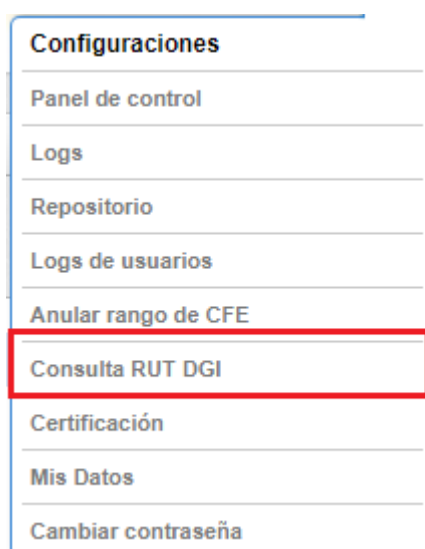 Configuraciones
Panel de control
Logs
Repositorio
Logs de usuarios
Anular rango de CFE
Consulta RUT DGI
Certificación
Mis Datos
Cambiar contraseña